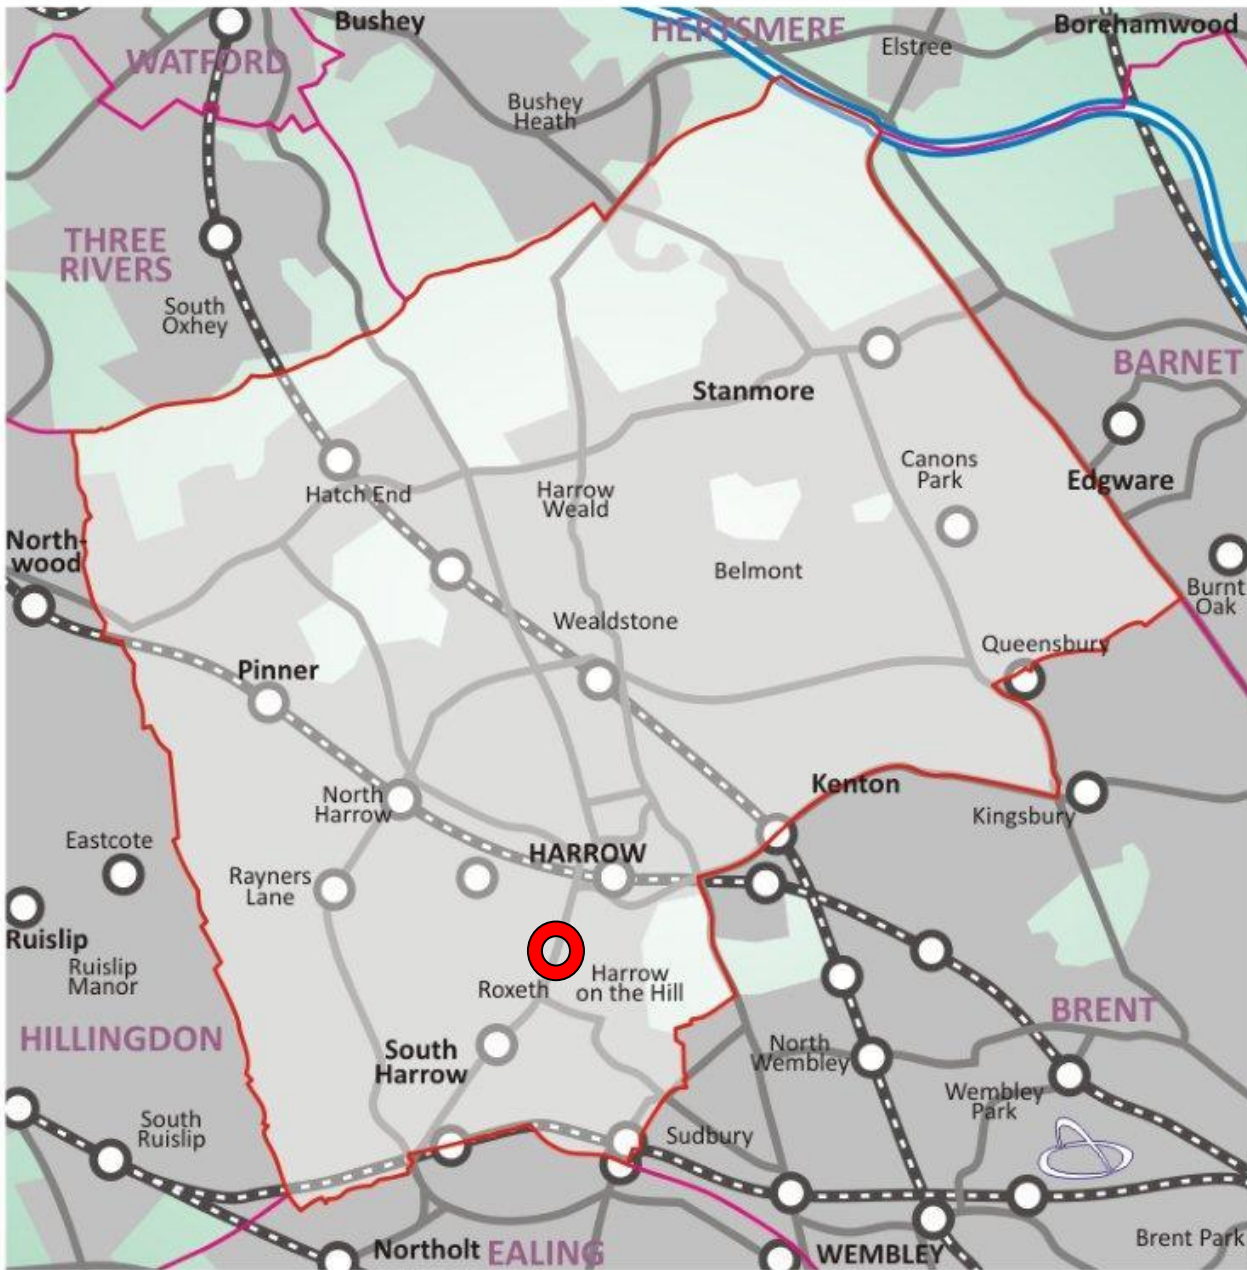 Bushey
HERTSMERE
Borehamwood
WATFORD
Elstree
Bushey
Heath
THREE
RIVERS
South
Oxhey
BARNET
Stanmore
Canons
Park
Edgware
Hatch End
Harrow
Weald
North-
wood
Belmont
Burnt
Oak
Wealdstone
Queensbury
Pinner
Kenton
North
Harrow
Kingsbury
Eastcote
HARROW
Rayners
Lane
Ruislip
Ruislip
Manor
Roxeth
Harrow
on the Hill
BRENT
HILLINGDON
South
Harrow
North
Wembley
Wembley
Park
South
Ruislip
Sudbury
Brent Park
Northolt
EALING
WEMBLEY